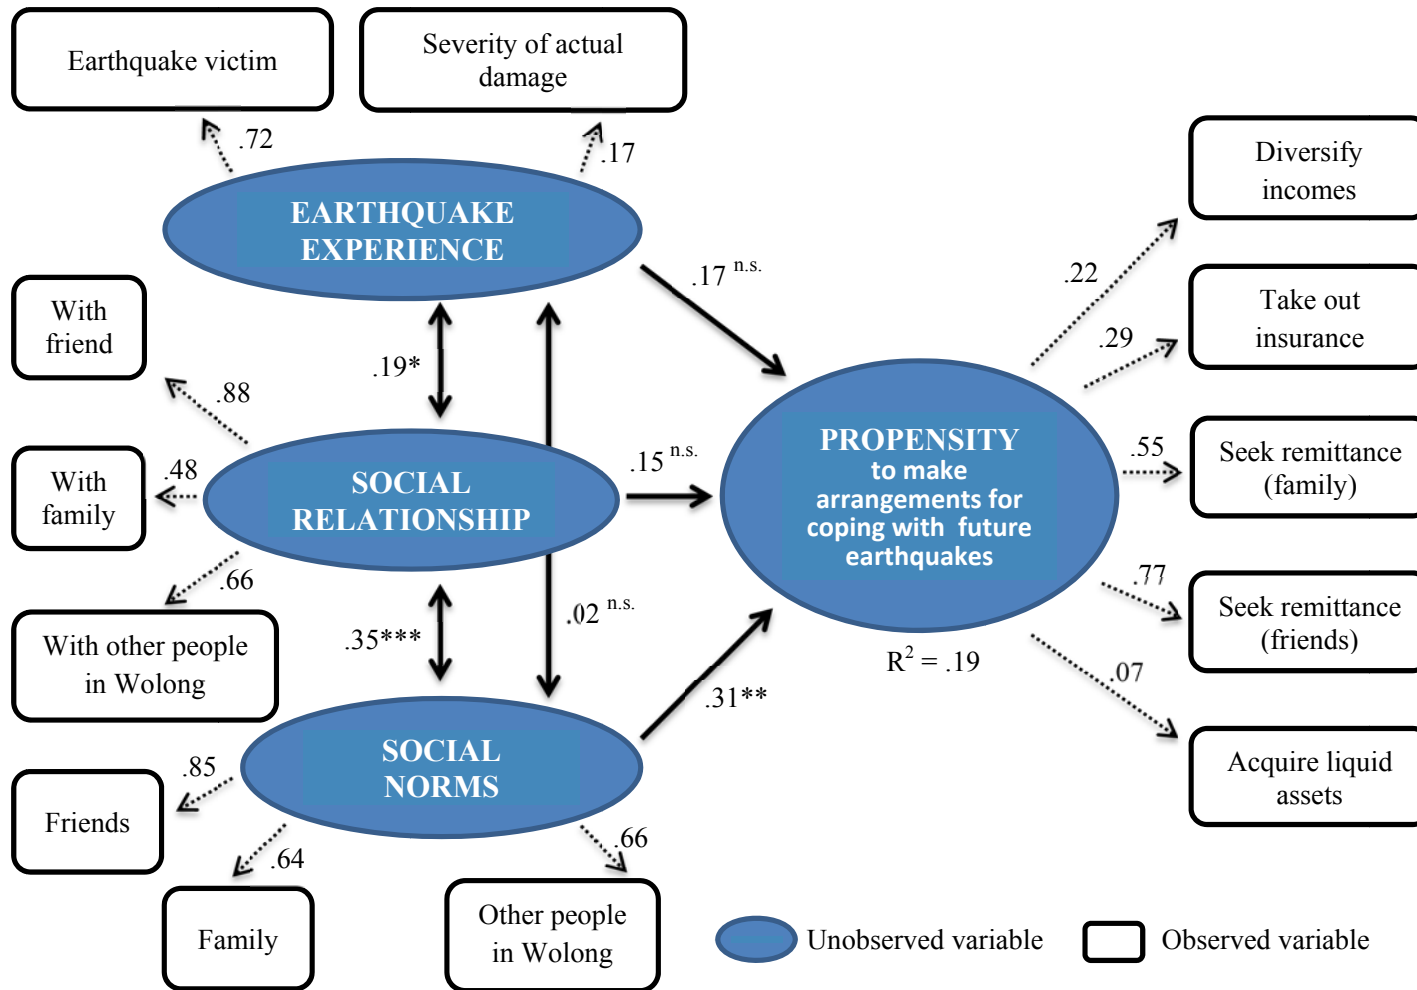 Earthquake victim
Severity of actual
damage
.72
.17
EARTHQUAKE
EXPERIENCE
Diversify
incomes
.22
.17 n.s.
With
friend
.19*
.88
Take out
insurance
.29
With
family
.48
SOCIAL
RELATIONSHIP
.15 n.s.
PROPENSITY
to make
arrangements for
coping with future
earthquakes
.55
Seek remittance
(family)
.66
With other people
in Wolong
.35***
.02 n.s.
R2 = .19
.77
Seek remittance
(friends)
.31**
.07
SOCIAL
NORMS
Acquire liquid
assets
.85
Friends
.64
Family
.66
Other people
in Wolong
Unobserved variable
Observed variable